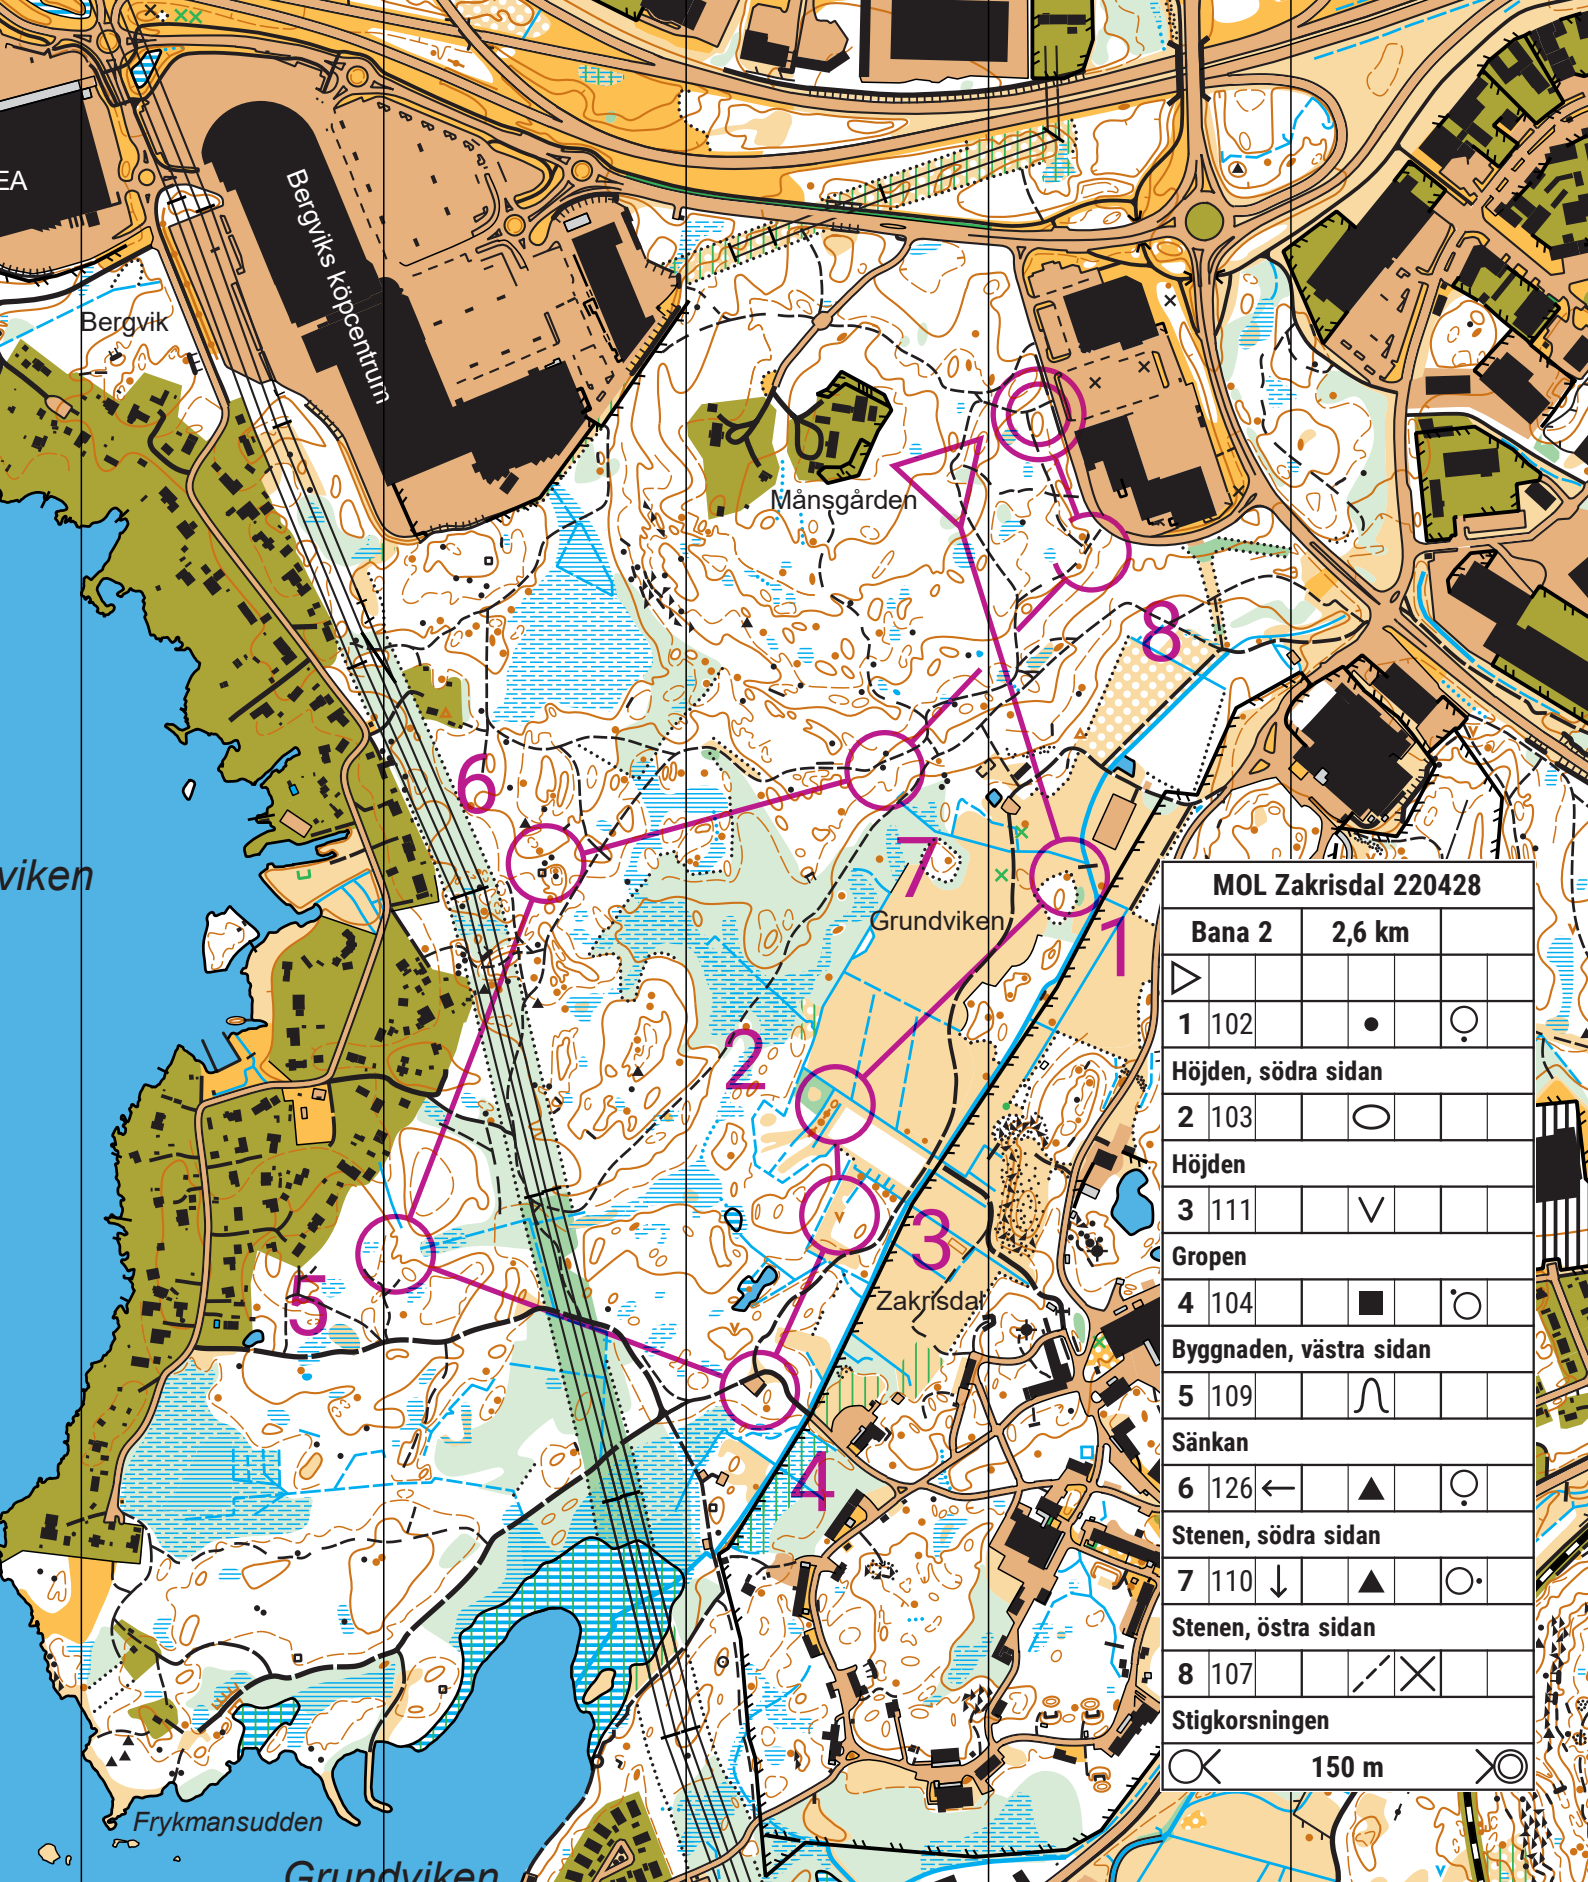 EA
Bergviks köpcentrum
Bergvik
Månsgården
8
6
7
viken
Grundviken
1
2
3
Zakrisdal
5
4
Frykmansudden
Grundviken
MOL Zakrisdal 220428
Bana 2 2,6 km
1 102
Höjden, södra sidan
2 103
Höjden
3 111
Gropen
4 104
Byggnaden, västra sidan
5 109
Sänkan
6 126
Stenen, södra sidan
7 110
Stenen, östra sidan
8 107
Stigkorsningen
150 m